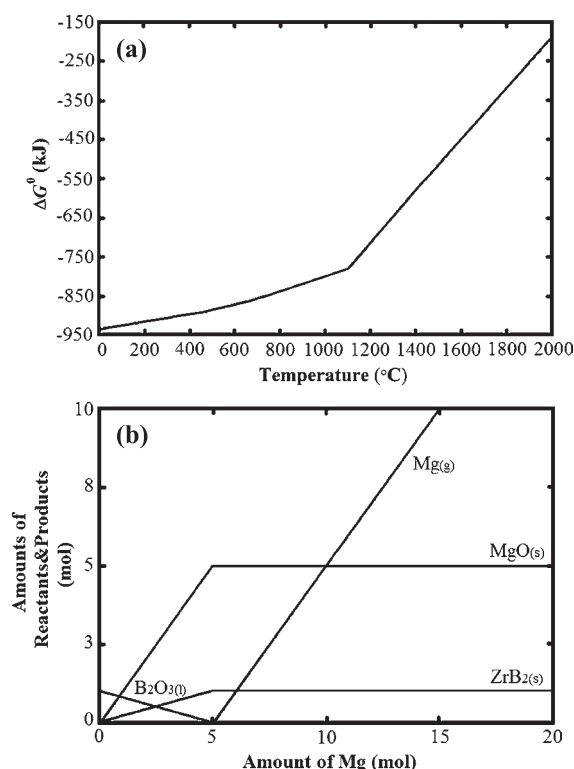 (a)
-150
-250
-350
-450
-550
-650
-750
-850
-950
ΔG⁰ (kJ)
0 200 400 600 800 1000 1200 1400 1600 1800 2000
Temperature (°C)
(b)
10
8
5
3
0
Amounts of
Reactants&Products
(mol)
Mg(g)
MgO(s)
B2O3(l)
ZrB2(s)
0 5 10 15 20
Amount of Mg (mol)